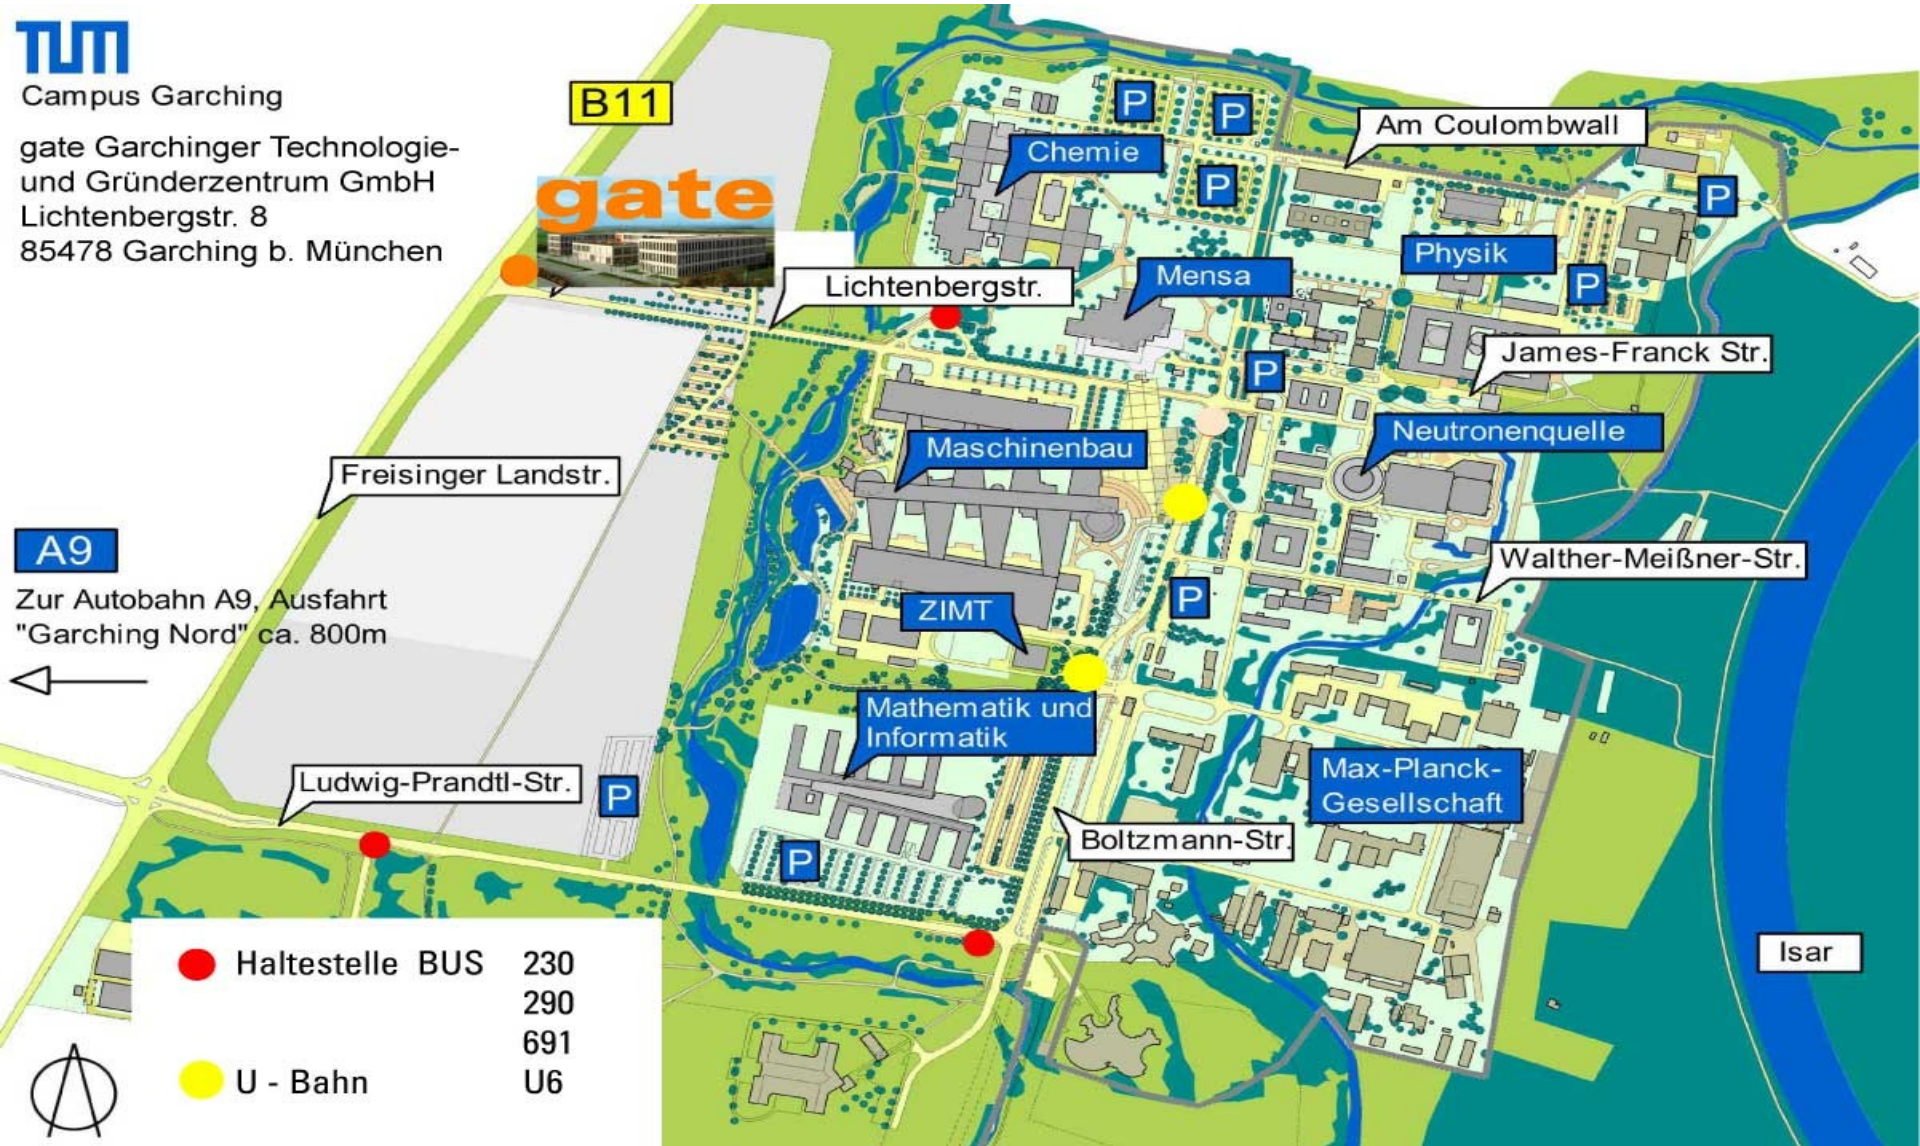 TUM
Campus Garching
gate Garchinger Technologie-
und Gründerzentrum GmbH
Lichtenbergstr. 8
85478 Garching b. München
B11
gate
P
P
P
P
Am Coulombwall
Chemie
Physik
P
Mensa
Lichtenbergstr.
P
James-Franck Str.
Neutronenquelle
Maschinenbau
Freisinger Landstr.
A9
Zur Autobahn A9, Ausfahrt
"Garching Nord" ca. 800m
Walther-Meißner-Str.
P
ZIMT
Mathematik und
Informatik
Max-Planck-
Gesellschaft
Ludwig-Prandtl-Str.
P
Boltzmann-Str.
P
Isar
Haltestelle BUS 230
290
691
U - Bahn U6